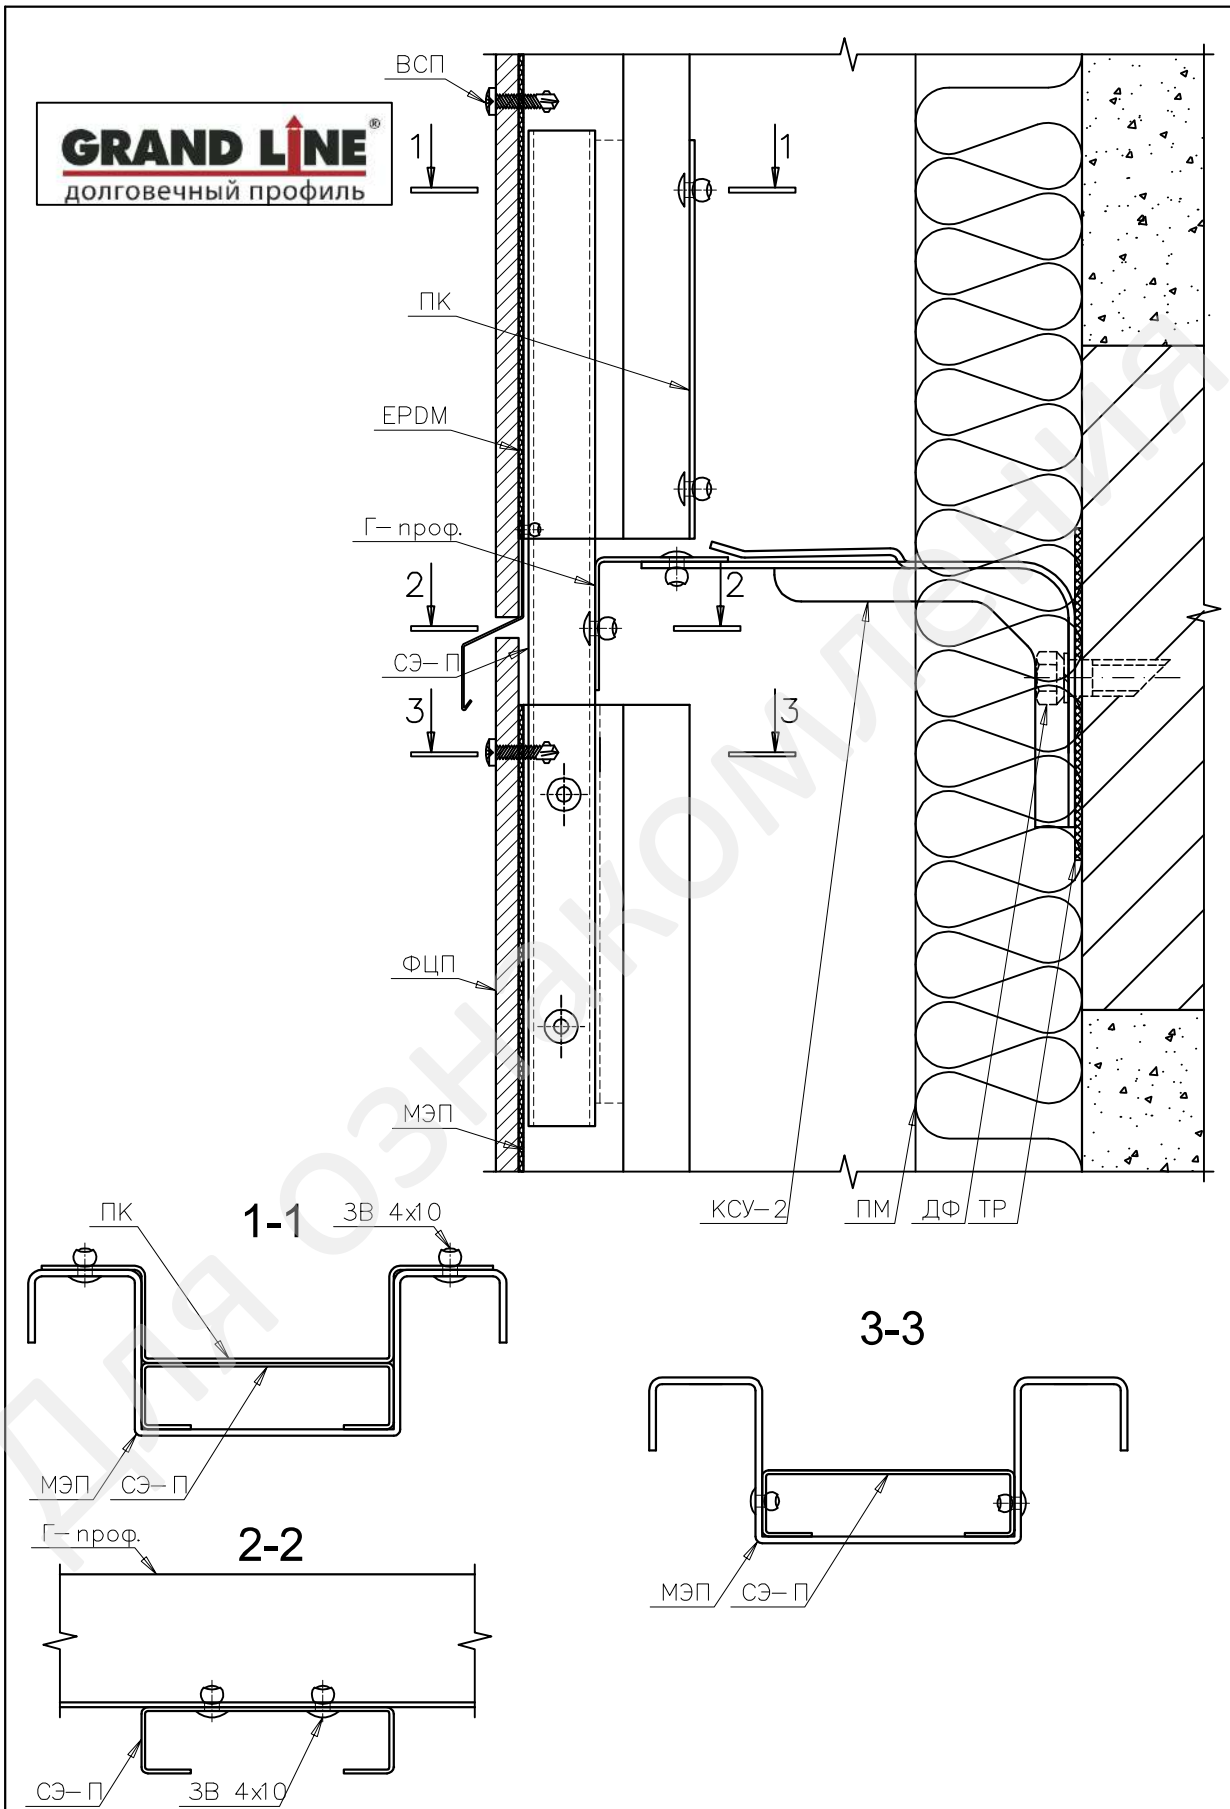 ВСП
GRAND LINE®
долговечный профиль
1
1
ПК
EPDM
Г-проф.
2
2
СЭ-П
3
3
ФЦП
МЭП
КСУ-2
ПМ
ДФ
ТР
ПК
1-1
ЗВ 4х10
3-3
МЭП
СЭ-П
Г-проф.
2-2
МЭП
СЭ-П
СЭ-П
ЗВ 4х10
Для ознакомления